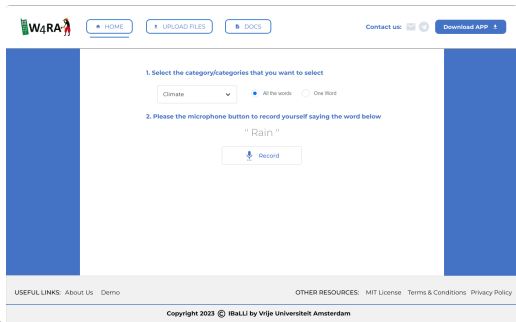 W4RA
HOME
UPLOAD FILES
DOCS
Contact us:
Download APP
1. Select the category/categories that you want to select
Climate
All the words
One Word
2. Please the microphone button to record yourself saying the word below
" Rain "
Record
USEFUL LINKS: About Us Demo
OTHER RESOURCES: MIT License Terms & Conditions Privacy Policy
Copyright 2023 © IBaLLi by Vrije Universiteit Amsterdam